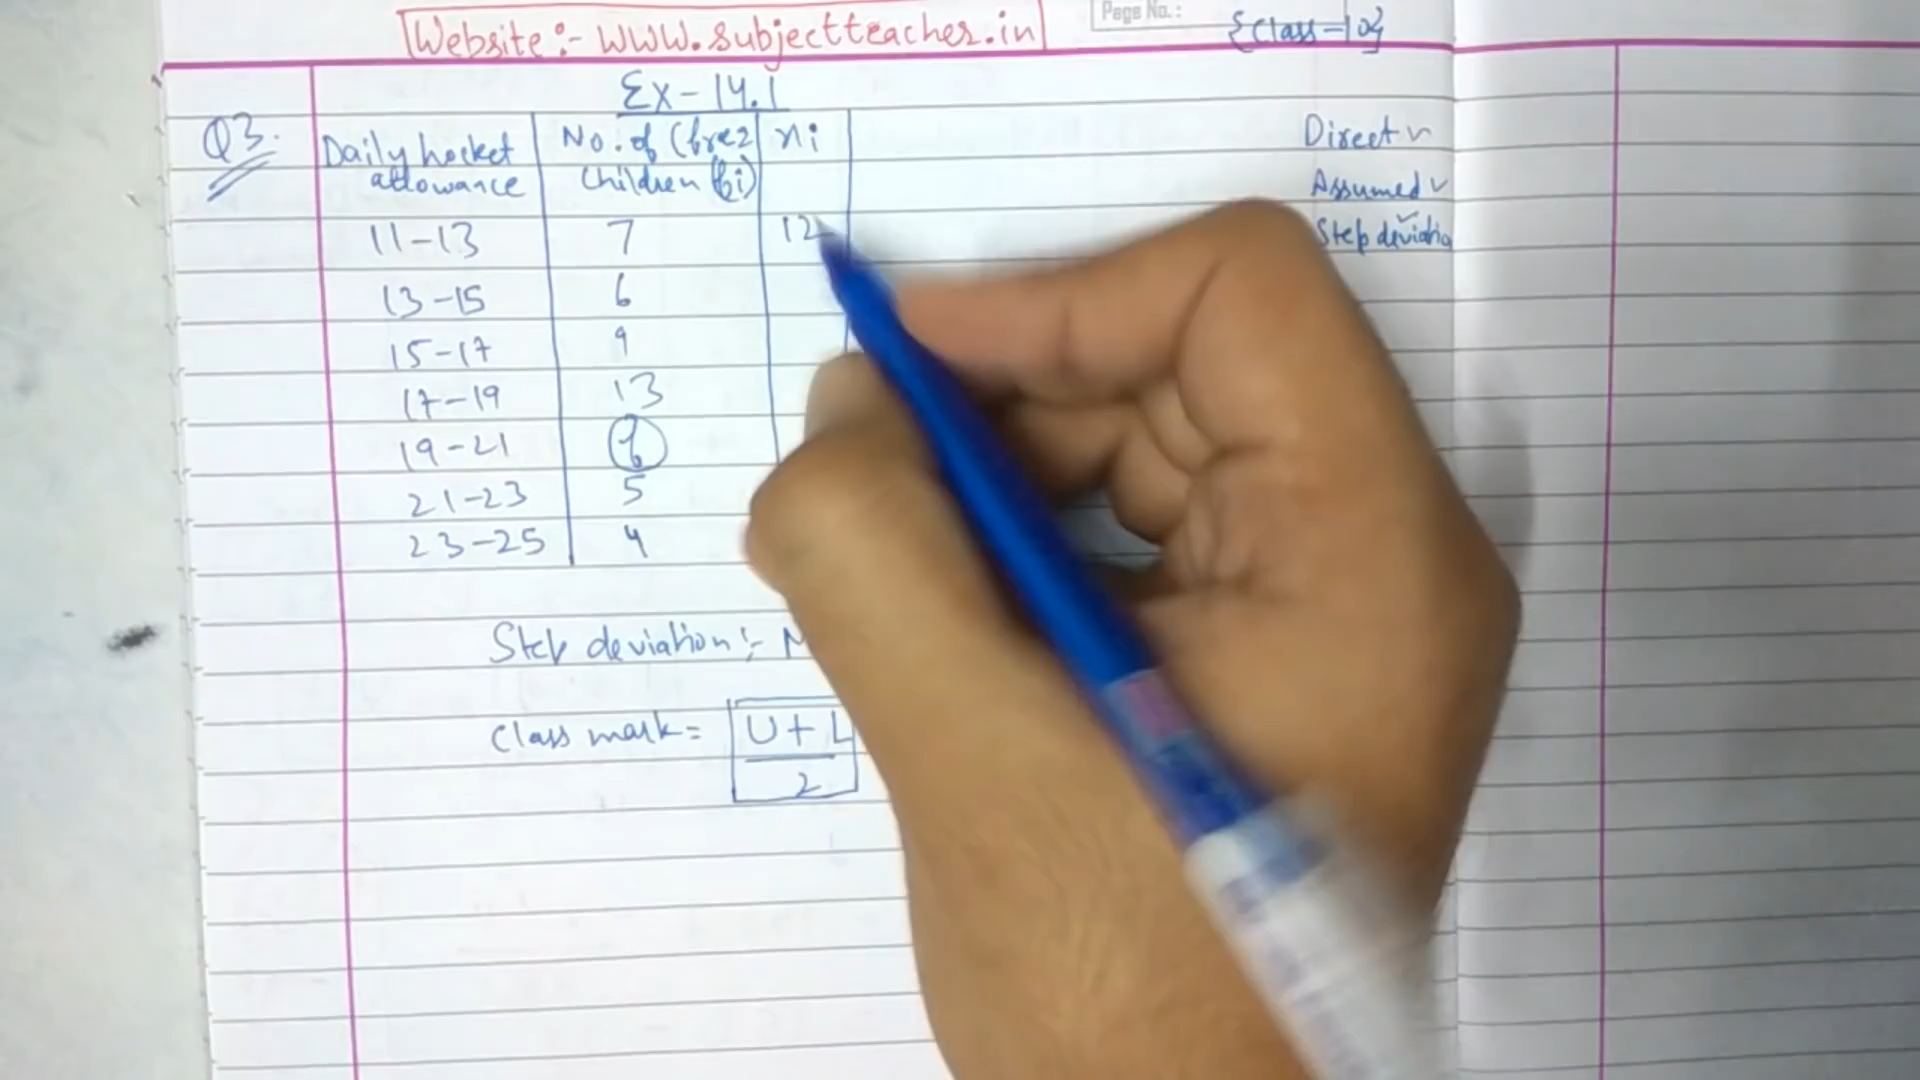 Website:- www.subjectteacher.in
Page No.:
{Class-10}
Ex-14.1
Q3.
Daily pocket allowance
No. of Children (fi)
xi
Direct ✓
Assumed ✓
Step deviatio
11-13 7 12
13-15 6
15-17 9
17-19 13
19-21 f
21-23 5
23-25 4
Step deviation:-
Class mark = U+L
2